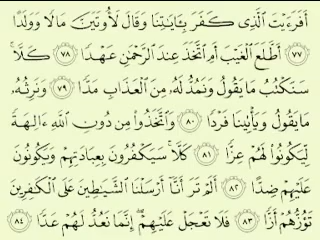 أَفَرَءَيْتَ ٱلَّذِى كَفَرَ بِـَٔايَـٰتِنَا وَقَالَ لَأُوتَيَنَّ مَالًا وَوَلَدًا
﴿٧٧﴾ أَطَّلَعَ ٱلْغَيْبَ أَمِ ٱتَّخَذَ عِندَ ٱلرَّحْمَـٰنِ عَهْدًا ﴿٧٨﴾ كَلَّا ۚ
سَنَكْتُبُ مَا يَقُولُ وَنَمُدُّ لَهُۥ مِنَ ٱلْعَذَابِ مَدًّا ﴿٧٩﴾ وَنَرِثُهُۥ
مَا يَقُولُ وَيَأْتِينَا فَرْدًا ﴿٨٠﴾ وَٱتَّخَذُوا۟ مِن دُونِ ٱللَّهِ ءَالِهَةً
لِّيَكُونُوا۟ لَهُمْ عِزًّا ﴿٨١﴾ كَلَّا ۚ سَيَكْفُرُونَ بِعِبَادَتِهِمْ وَيَكُونُونَ
عَلَيْهِمْ ضِدًّا ﴿٨٢﴾ أَلَمْ تَرَ أَنَّآ أَرْسَلْنَا ٱلشَّيَـٰطِينَ عَلَى ٱلْكَـٰفِرِينَ
تَؤُزُّهُمْ أَزًّا ﴿٨٣﴾ فَلَا تَعْجَلْ عَلَيْهِمْ ۖ إِنَّمَا نَعُدُّ لَهُمْ عَدًّا ﴿٨٤﴾